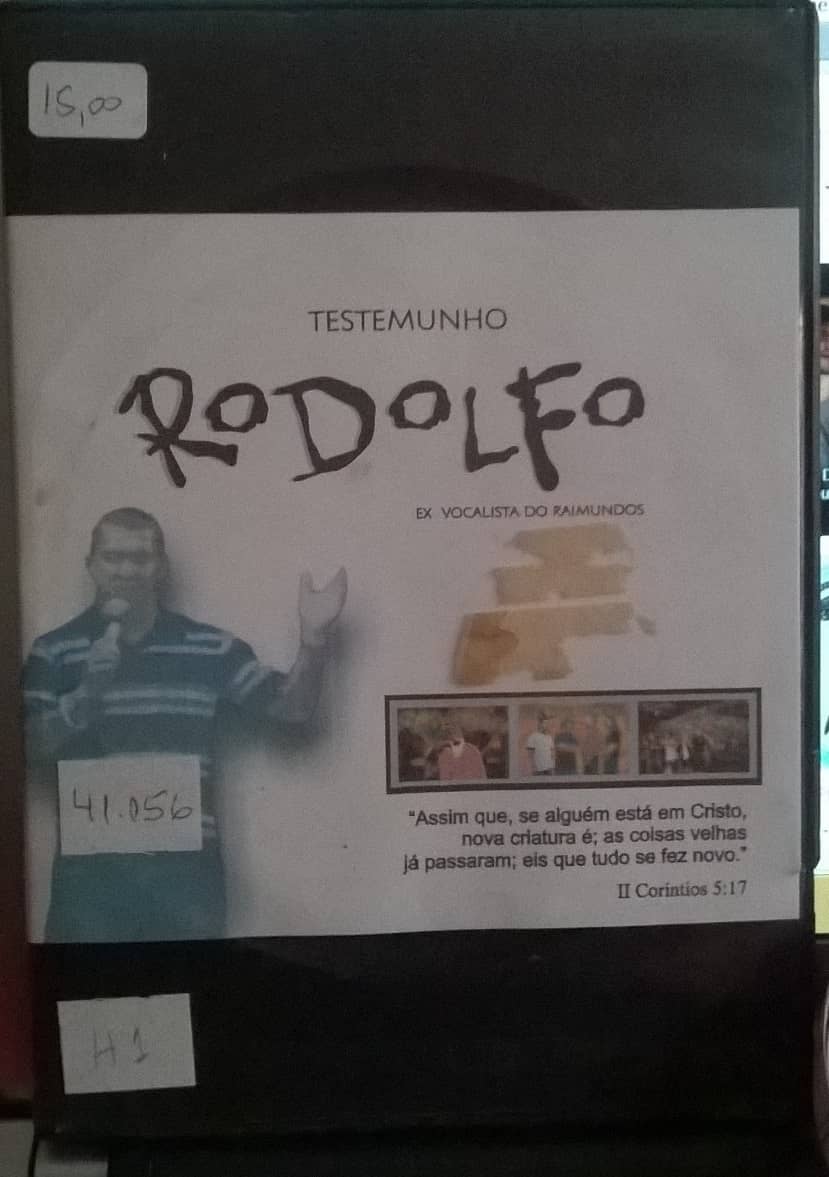 15,00
TESTEMUNHO
RODOLFO
EX VOCALISTA DO RAIMUNDOS
41.056
"Assim que, se alguém está em Cristo,
nova criatura é; as coisas velhas
já passaram; eis que tudo se fez novo."
II Coríntios 5:17
H1